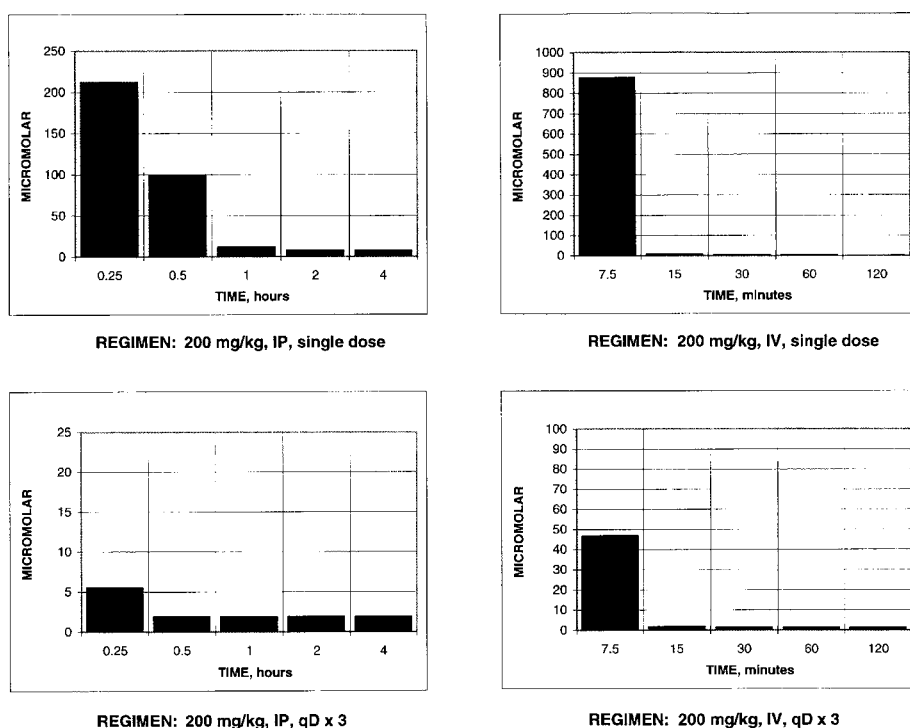 250
200
150
100
50
0
MICROMOLAR
0.25 0.5 1 2 4
TIME, hours
REGIMEN: 200 mg/kg, IP, single dose
1000
900
800
700
600
500
400
300
200
100
0
MICROMOLAR
7.5 15 30 60 120
TIME, minutes
REGIMEN: 200 mg/kg, IV, single dose
25
20
15
10
5
0
MICROMOLAR
0.25 0.5 1 2 4
TIME, hours
REGIMEN: 200 mg/kg, IP, qD x 3
100
90
80
70
60
50
40
30
20
10
0
MICROMOLAR
7.5 15 30 60 120
TIME, minutes
REGIMEN: 200 mg/kg, IV, qD x 3